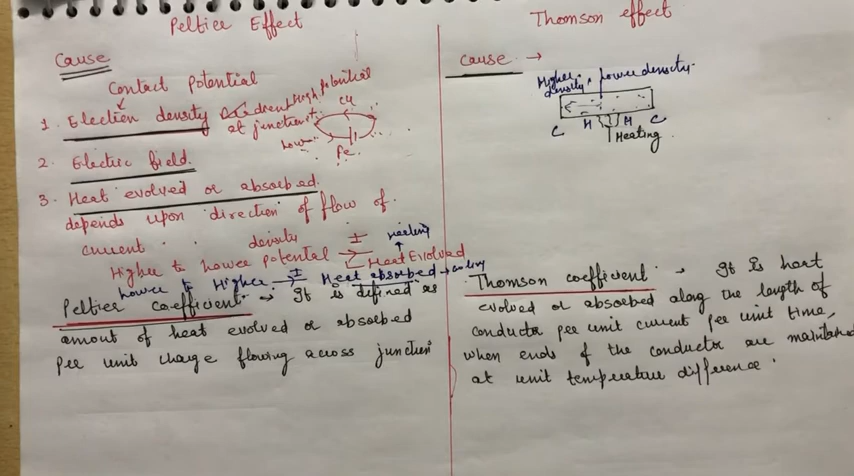 Peltier Effect
Cause
Contact Potential
1. Electron density
at junction
High Potential
Cu
low
Fe
2. Electric field.
3. Heat evolved or absorbed.
depends upon direction of flow of
current
density
Higher to lower potential I Heat Evolved
heating
lower to Higher I Heat absorbed → cooling
Peltier coefficient → It is defined as
amount of heat evolved or absorbed
per unit charge flowing across junction
Thomson effect
Cause →
Higher density, lower density.
C H H C
Heating
Thomson coefficient → It is heat
evolved or absorbed along the length of
conductor per unit current per unit time,
when ends of the conductor are maintained
at unit temperature difference.